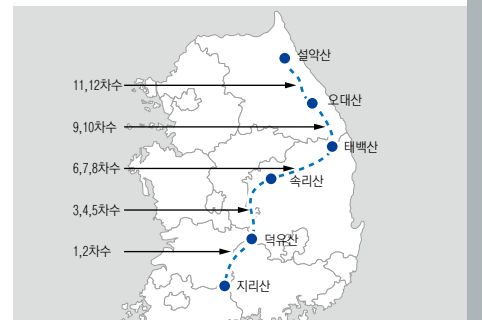 설악산
11,12차수
오대산
9,10차수
태백산
6,7,8차수
속리산
3,4,5차수
덕유산
1,2차수
지리산